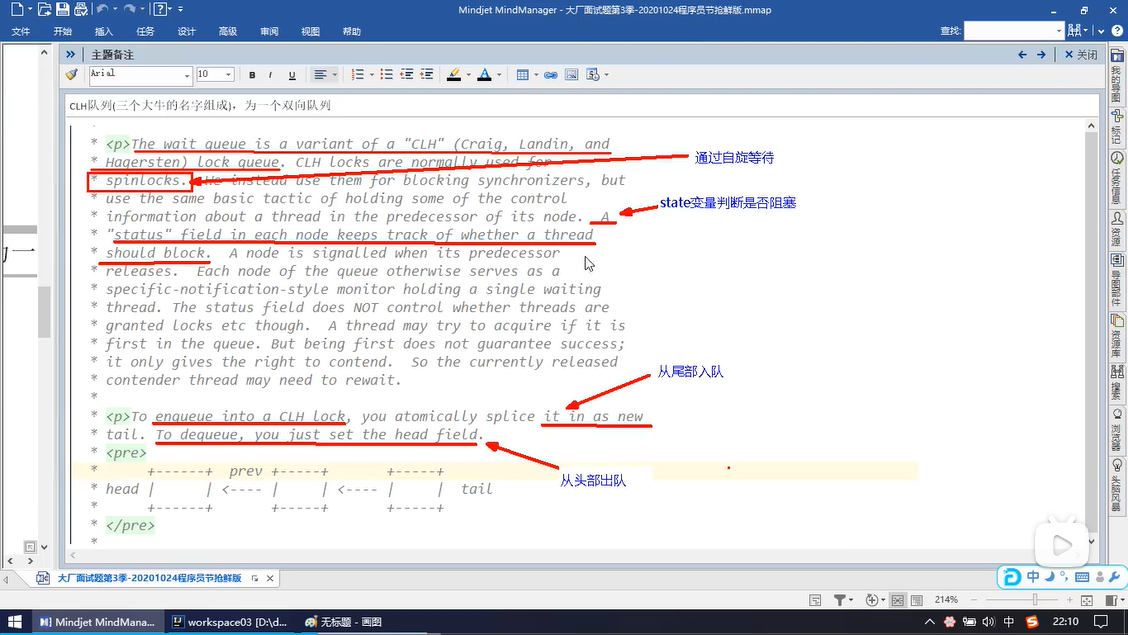 Mindjet MindManager - 大厂面试题第3季-20201024程序员节抢鲜版.mmap
文件 开始 插入 任务 设计 高级 审阅 视图 帮助 查找:
主题备注 关闭
Arial 10 B I U
CLH队列(三个大牛的名字组成)，为一个双向队列
* <p>The wait queue is a variant of a "CLH" (Craig, Landin, and
* Hagersten) lock queue. CLH locks are normally used for
通过自旋等待
* spinlocks. We instead use them for blocking synchronizers, but
* use the same basic tactic of holding some of the control
state变量判断是否阻塞
* information about a thread in the predecessor of its node. A
* "status" field in each node keeps track of whether a thread
* should block. A node is signalled when its predecessor
* releases. Each node of the queue otherwise serves as a
* specific-notification-style monitor holding a single waiting
* thread. The status field does NOT control whether threads are
* granted locks etc though. A thread may try to acquire if it is
* first in the queue. But being first does not guarantee success;
* it only gives the right to contend. So the currently released
从尾部入队
* contender thread may need to rewait.
*
* <p>To enqueue into a CLH lock, you atomically splice it in as new
* tail. To dequeue, you just set the head field.
* <pre>
* +------+ prev +-----+ +-----+
从头部出队
* head | | <---- | | <---- | | tail
* +------+ +-----+ +-----+
* </pre>
*
我的导图
标记
任务信息
资源
导图部件
资源库
搜索
浏览器
头脑风暴
大厂面试题第3季-20201024程序员节抢鲜版
中
214%
Mindjet MindMana... workspace03 [D:\d... 无标题 - 画图 中 22:10